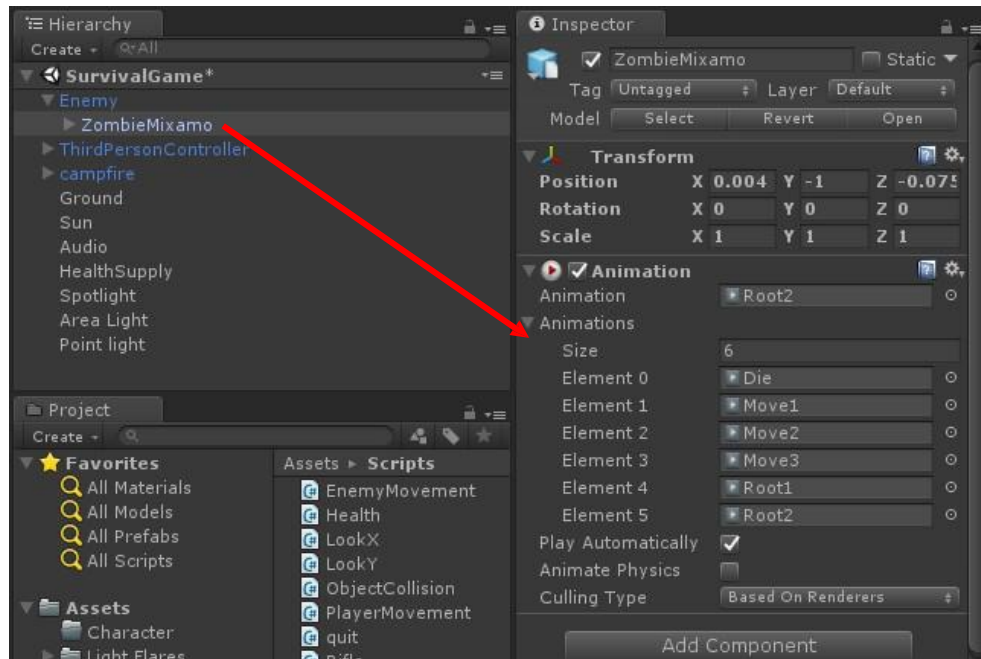 Hierarchy
Create All
SurvivalGame*
Enemy
ZombieMixamo
ThirdPersonController
campfire
Ground
Sun
Audio
HealthSupply
Spotlight
Area Light
Point light
Project
Create
Favorites
All Materials
All Models
All Prefabs
All Scripts
Assets
Character
Light Flares
Assets Scripts
EnemyMovement
Health
LookX
LookY
ObjectCollision
PlayerMovement
quit
Inspector
ZombieMixamo Static
Tag Untagged Layer Default
Model Select Revert Open
Transform
Position X 0.004 Y -1 Z -0.075
Rotation X 0 Y 0 Z 0
Scale X 1 Y 1 Z 1
Animation
Animation Root2
Animations
Size 6
Element 0 Die
Element 1 Move1
Element 2 Move2
Element 3 Move3
Element 4 Root1
Element 5 Root2
Play Automatically
Animate Physics
Culling Type Based On Renderers
Add Component